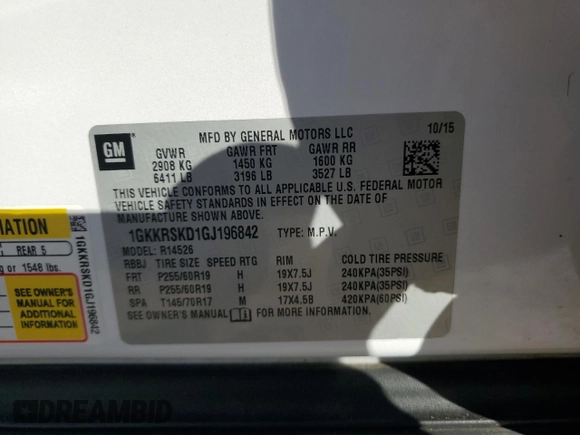 GM
MFD BY GENERAL MOTORS LLC
10/15
GVWR GAWR FRT GAWR RR
2908 KG 1450 KG 1600 KG
6411 LB 3196 LB 3527 LB
THIS VEHICLE CONFORMS TO ALL APPLICABLE U.S. FEDERAL MOTOR
VEHICLE SAFETY STANDARDS IN EFFECT ON THE DATE OF
MANUFACTURE SHOWN ABOVE.
1GKKRSKD1GJ196842 TYPE: M.P.V.
MODEL: R14526
RBBJ TIRE SIZE SPEED RTG RIM COLD TIRE PRESSURE
FRT P255/60R19 H 19X7.5J 240KPA(35PSI)
RR P255/60R19 H 19X7.5J 240KPA(35PSI)
SPA T145/70R17 M 17X4.5B 420KPA(60PSI)
SEE OWNER'S MANUAL FOR MORE INFORMATION.
REAR 5
or 1548 lbs.
SEE OWNER'S
MANUAL FOR
ADDITIONAL
INFORMATION
1GKKRSKD1GJ196842
DREAMBID